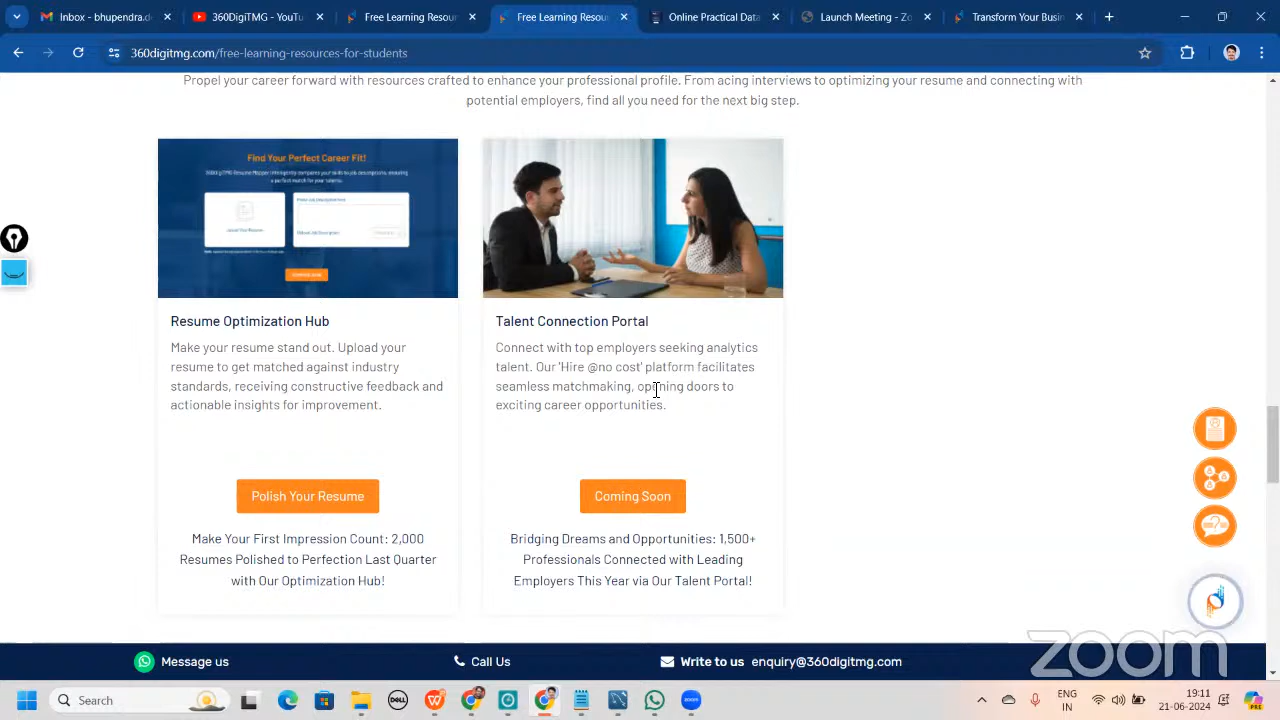 Inbox - bhupendra.d
360DigiTMG - YouTu
Free Learning Resour
Free Learning Resou
Online Practical Data
Launch Meeting - Zo
Transform Your Busin
360digitmg.com/free-learning-resources-for-students
Propel your career forward with resources crafted to enhance your professional profile. From acing interviews to optimizing your resume and connecting with
potential employers, find all you need for the next big step.
Find Your Perfect Career Fit!
Resume Optimization Hub
Make your resume stand out. Upload your
resume to get matched against industry
standards, receiving constructive feedback and
actionable insights for improvement.
Polish Your Resume
Make Your First Impression Count: 2,000
Resumes Polished to Perfection Last Quarter
with Our Optimization Hub!
Talent Connection Portal
Connect with top employers seeking analytics
talent. Our 'Hire @no cost' platform facilitates
seamless matchmaking, opening doors to
exciting career opportunities.
Coming Soon
Bridging Dreams and Opportunities: 1,500+
Professionals Connected with Leading
Employers This Year via Our Talent Portal!
Message us
Call Us
Write to us enquiry@360digitmg.com
zoom
Search
DELL
zoom
ENG
IN
19:11
21-06-2024